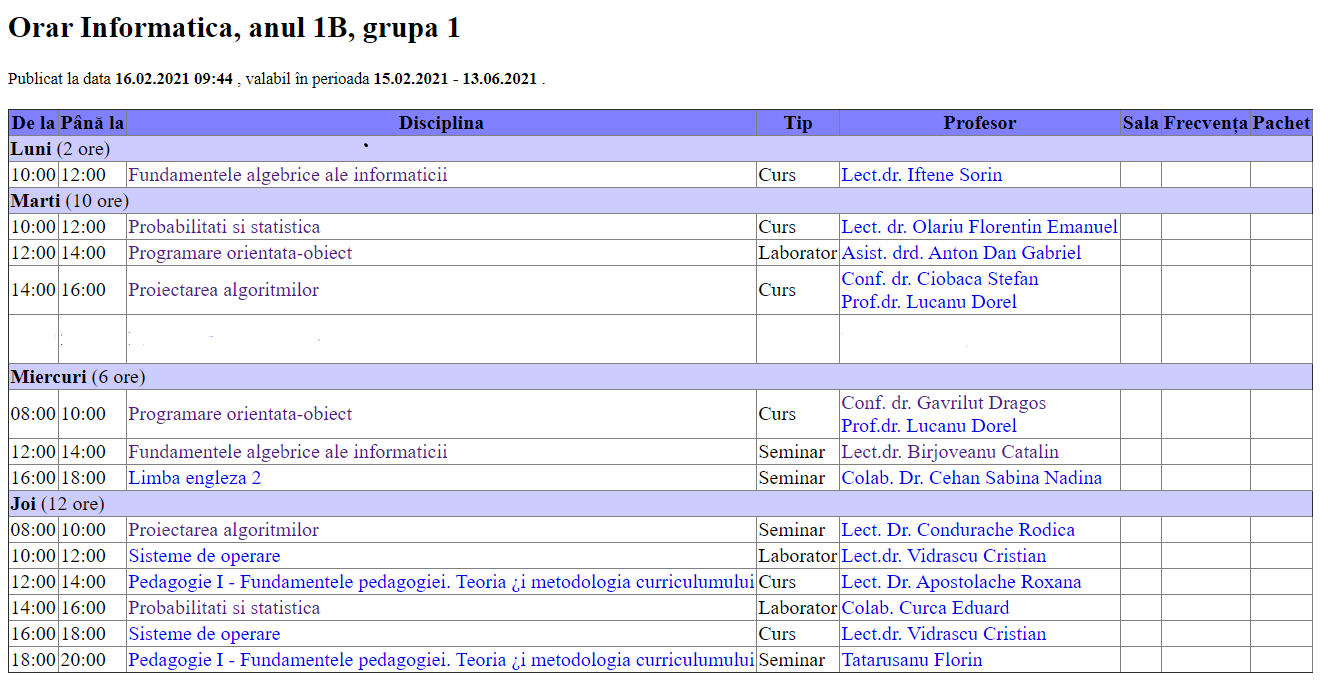 Orar Informatica, anul 1B, grupa 1
Publicat la data 16.02.2021 09:44 , valabil în perioada 15.02.2021 - 13.06.2021 .
De la Până la Disciplina Tip Profesor Sala Frecvența Pachet
Luni (2 ore)
10:00 12:00 Fundamentele algebrice ale informaticii Curs Lect.dr. Iftene Sorin
Marti (10 ore)
10:00 12:00 Probabilitati si statistica Curs Lect. dr. Olariu Florentin Emanuel
12:00 14:00 Programare orientata-obiect Laborator Asist. drd. Anton Dan Gabriel
14:00 16:00 Proiectarea algoritmilor Curs Conf. dr. Ciobaca Stefan
Prof.dr. Lucanu Dorel
Miercuri (6 ore)
08:00 10:00 Programare orientata-obiect Curs Conf. dr. Gavrilut Dragos
Prof.dr. Lucanu Dorel
12:00 14:00 Fundamentele algebrice ale informaticii Seminar Lect.dr. Birjoveanu Catalin
16:00 18:00 Limba engleza 2 Seminar Colab. Dr. Cehan Sabina Nadina
Joi (12 ore)
08:00 10:00 Proiectarea algoritmilor Seminar Lect. Dr. Condurache Rodica
10:00 12:00 Sisteme de operare Laborator Lect.dr. Vidrascu Cristian
12:00 14:00 Pedagogie I - Fundamentele pedagogiei. Teoria ¿i metodologia curriculumului Curs Lect. Dr. Apostolache Roxana
14:00 16:00 Probabilitati si statistica Laborator Colab. Curca Eduard
16:00 18:00 Sisteme de operare Curs Lect.dr. Vidrascu Cristian
18:00 20:00 Pedagogie I - Fundamentele pedagogiei. Teoria ¿i metodologia curriculumului Seminar Tatarusanu Florin